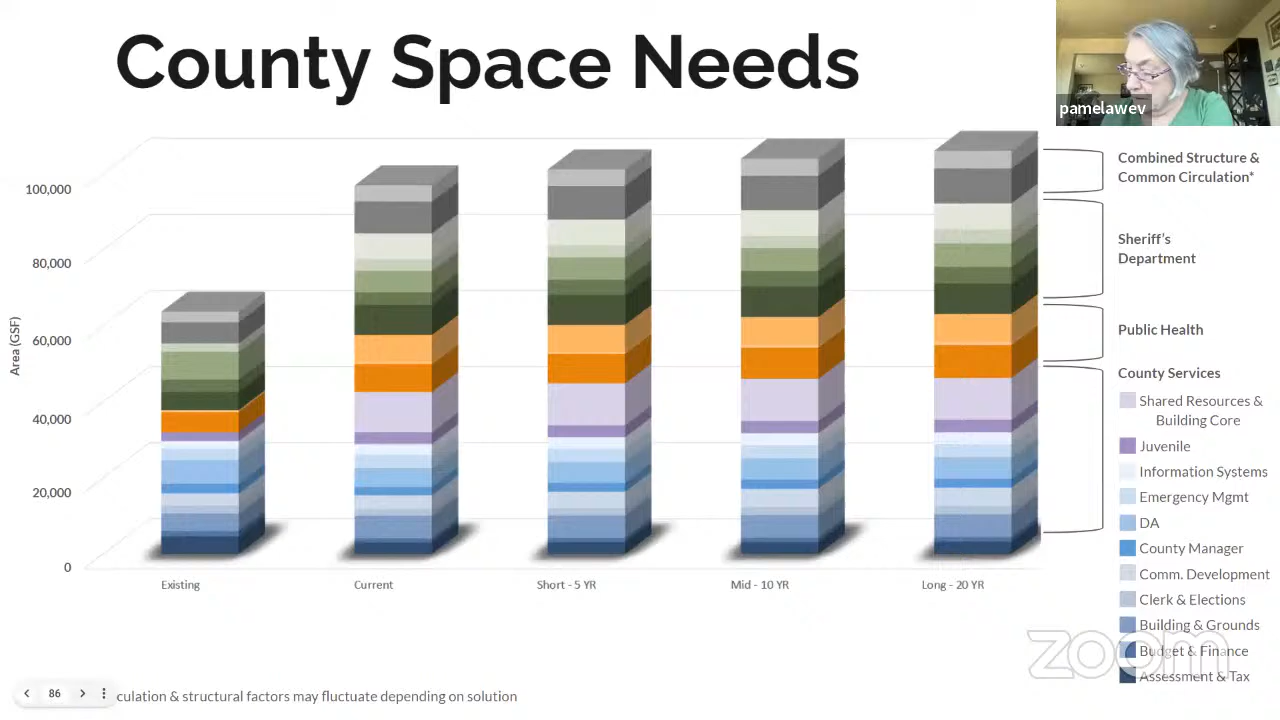 County Space Needs
pamelawev
100,000
80,000
60,000
40,000
20,000
0
Area (GSF)
Existing
Current
Short - 5 YR
Mid - 10 YR
Long - 20 YR
Combined Structure &
Common Circulation*
Sheriff's
Department
Public Health
County Services
Shared Resources &
Building Core
Juvenile
Information Systems
Emergency Mgmt
DA
County Manager
Comm. Development
Clerk & Elections
Building & Grounds
Budget & Finance
Assessment & Tax
zoom
86
culation & structural factors may fluctuate depending on solution